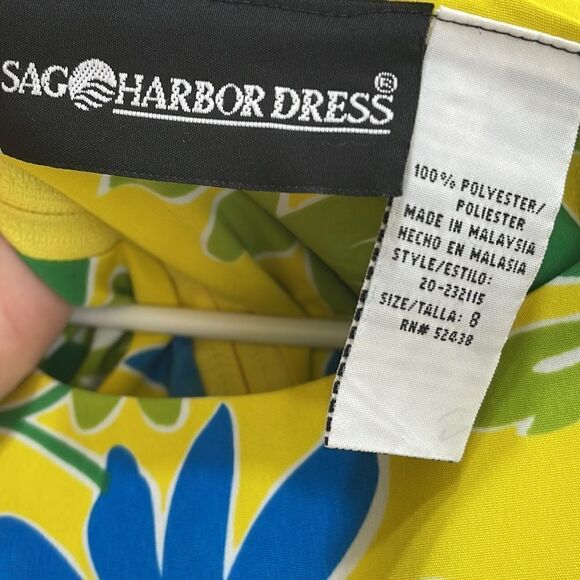 SAG HARBOR DRESS®
100% POLYESTER/
POLIESTER
MADE IN MALAYSIA
HECHO EN MALASIA
STYLE/ESTILO:
20-232115
SIZE/TALLA: 8
RN# 52438